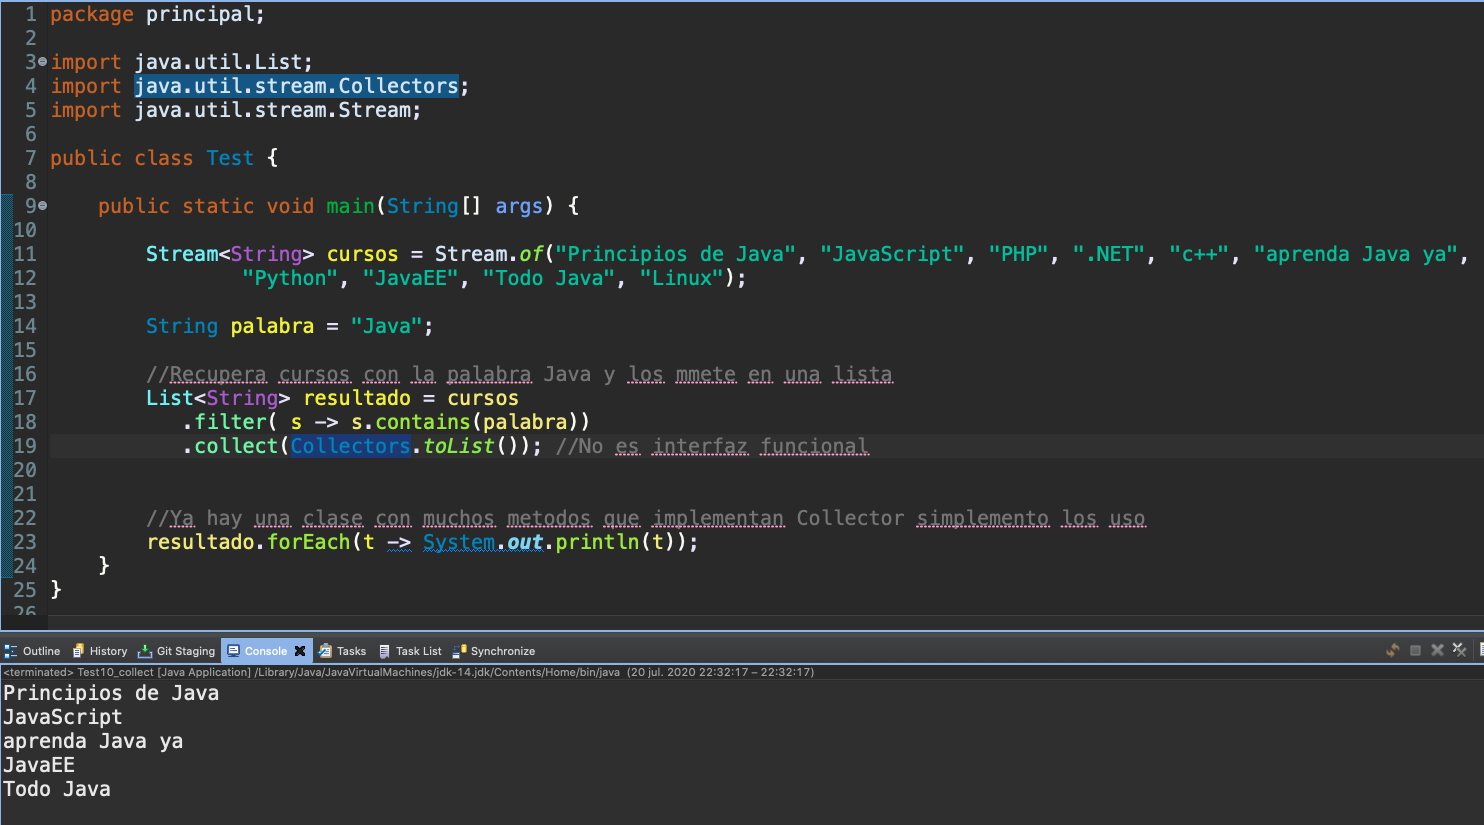 1 package principal;
2
3 import java.util.List;
4 import java.util.stream.Collectors;
5 import java.util.stream.Stream;
6
7 public class Test {
8
9 public static void main(String[] args) {
10
11 Stream<String> cursos = Stream.of("Principios de Java", "JavaScript", "PHP", ".NET", "c++", "aprenda Java ya",
12 "Python", "JavaEE", "Todo Java", "Linux");
13
14 String palabra = "Java";
15
16 //Recupera cursos con la palabra Java y los mmete en una lista
17 List<String> resultado = cursos
18 .filter( s -> s.contains(palabra))
19 .collect(Collectors.toList()); //No es interfaz funcional
20
21
22 //Ya hay una clase con muchos metodos que implementan Collector simplemento los uso
23 resultado.forEach(t -> System.out.println(t));
24 }
25 }
26
Outline History Git Staging Console Tasks Task List Synchronize
<terminated> Test10_collect [Java Application] /Library/Java/JavaVirtualMachines/jdk-14.jdk/Contents/Home/bin/java (20 jul. 2020 22:32:17 – 22:32:17)
Principios de Java
JavaScript
aprenda Java ya
JavaEE
Todo Java